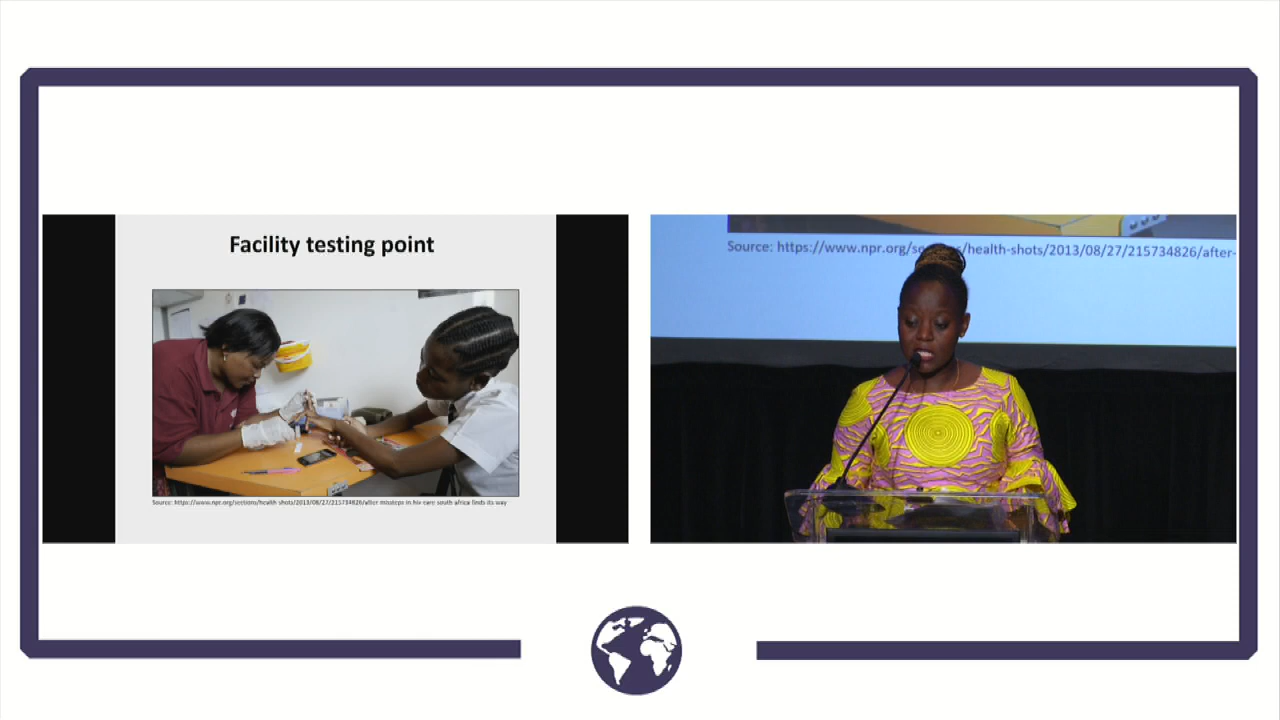 Facility testing point
Source: https://www.npr.org/sections/health-shots/2013/08/27/215734826/after-missteps in hiv care south africa finds its way
Source: https://www.npr.org/se health-shots/2013/08/27/215734826/after-